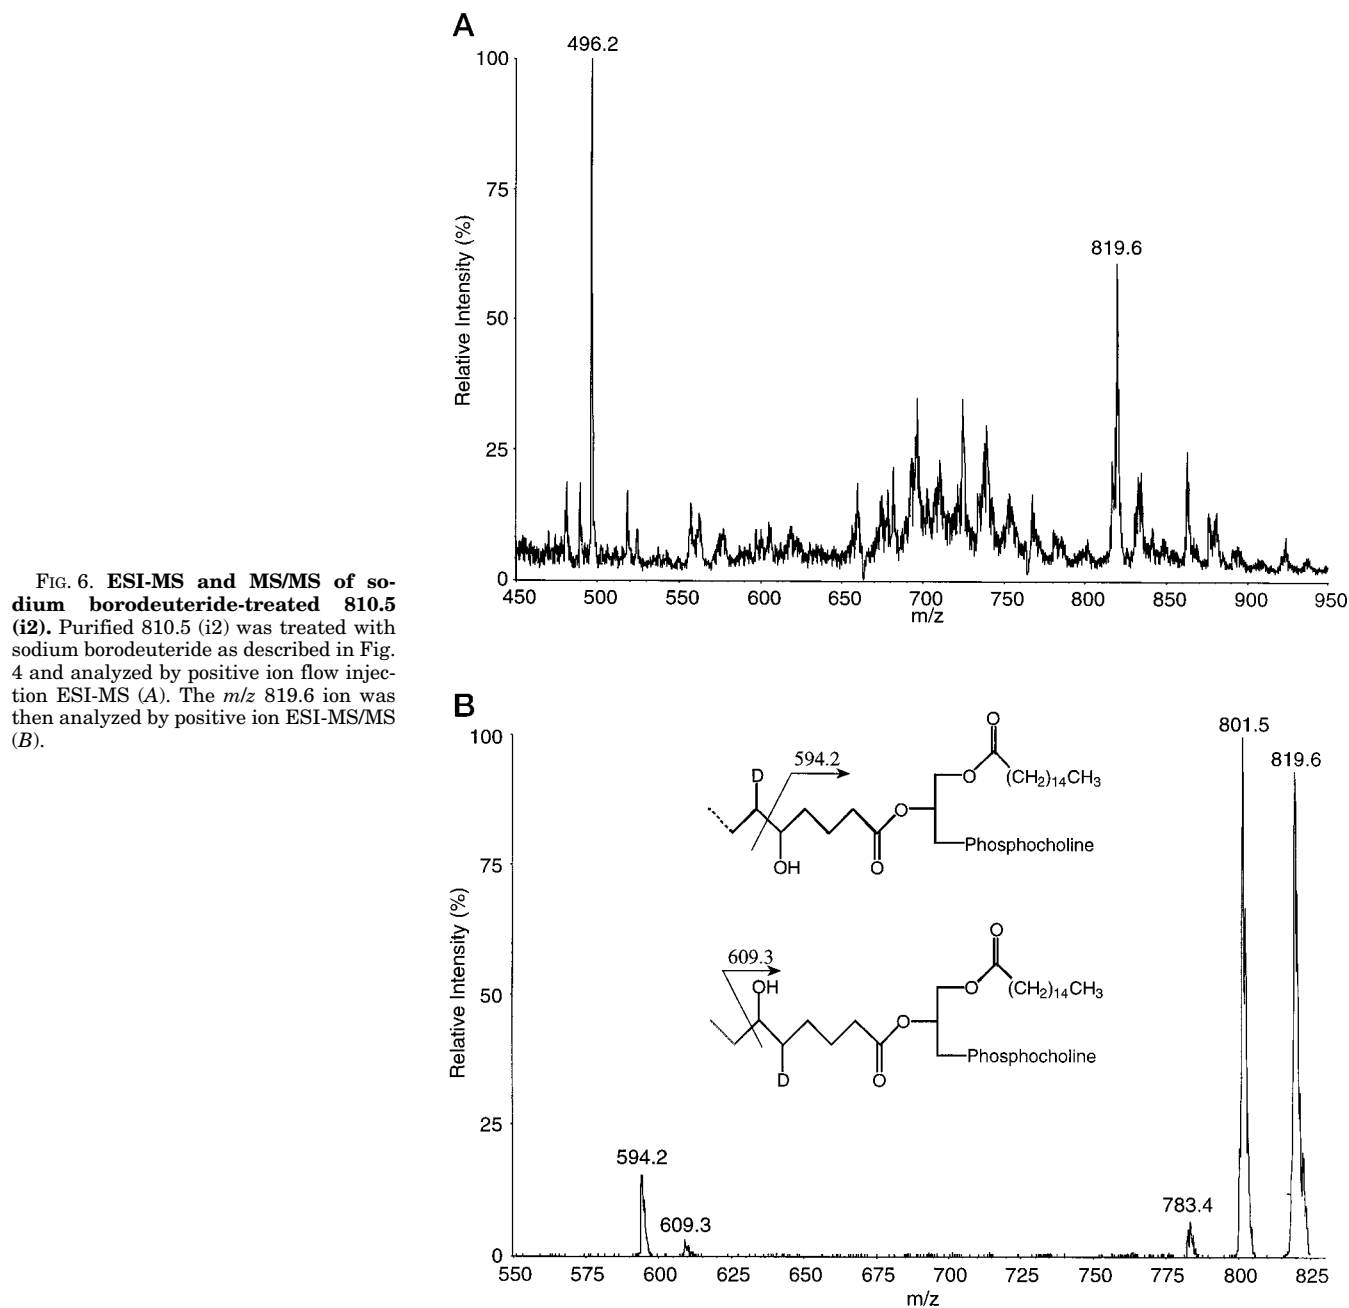 FIG. 6. ESI-MS and MS/MS of so-
dium borodeuteride-treated 810.5
(i2). Purified 810.5 (i2) was treated with
sodium borodeuteride as described in Fig.
4 and analyzed by positive ion flow injec-
tion ESI-MS (A). The m/z 819.6 ion was
then analyzed by positive ion ESI-MS/MS
(B).
A
496.2
100
75
819.6
50
25
0
Relative Intensity (%)
450 500 550 600 650 700 750 800 850 900 950
m/z
B
801.5
100
819.6
O
594.2
D
O
(CH2)14CH3
O
Phosphocholine
OH
O
75
O
609.3
OH
O
(CH2)14CH3
O
Phosphocholine
D
O
50
25
594.2
609.3
783.4
0
Relative Intensity (%)
550 575 600 625 650 675 700 725 750 775 800 825
m/z